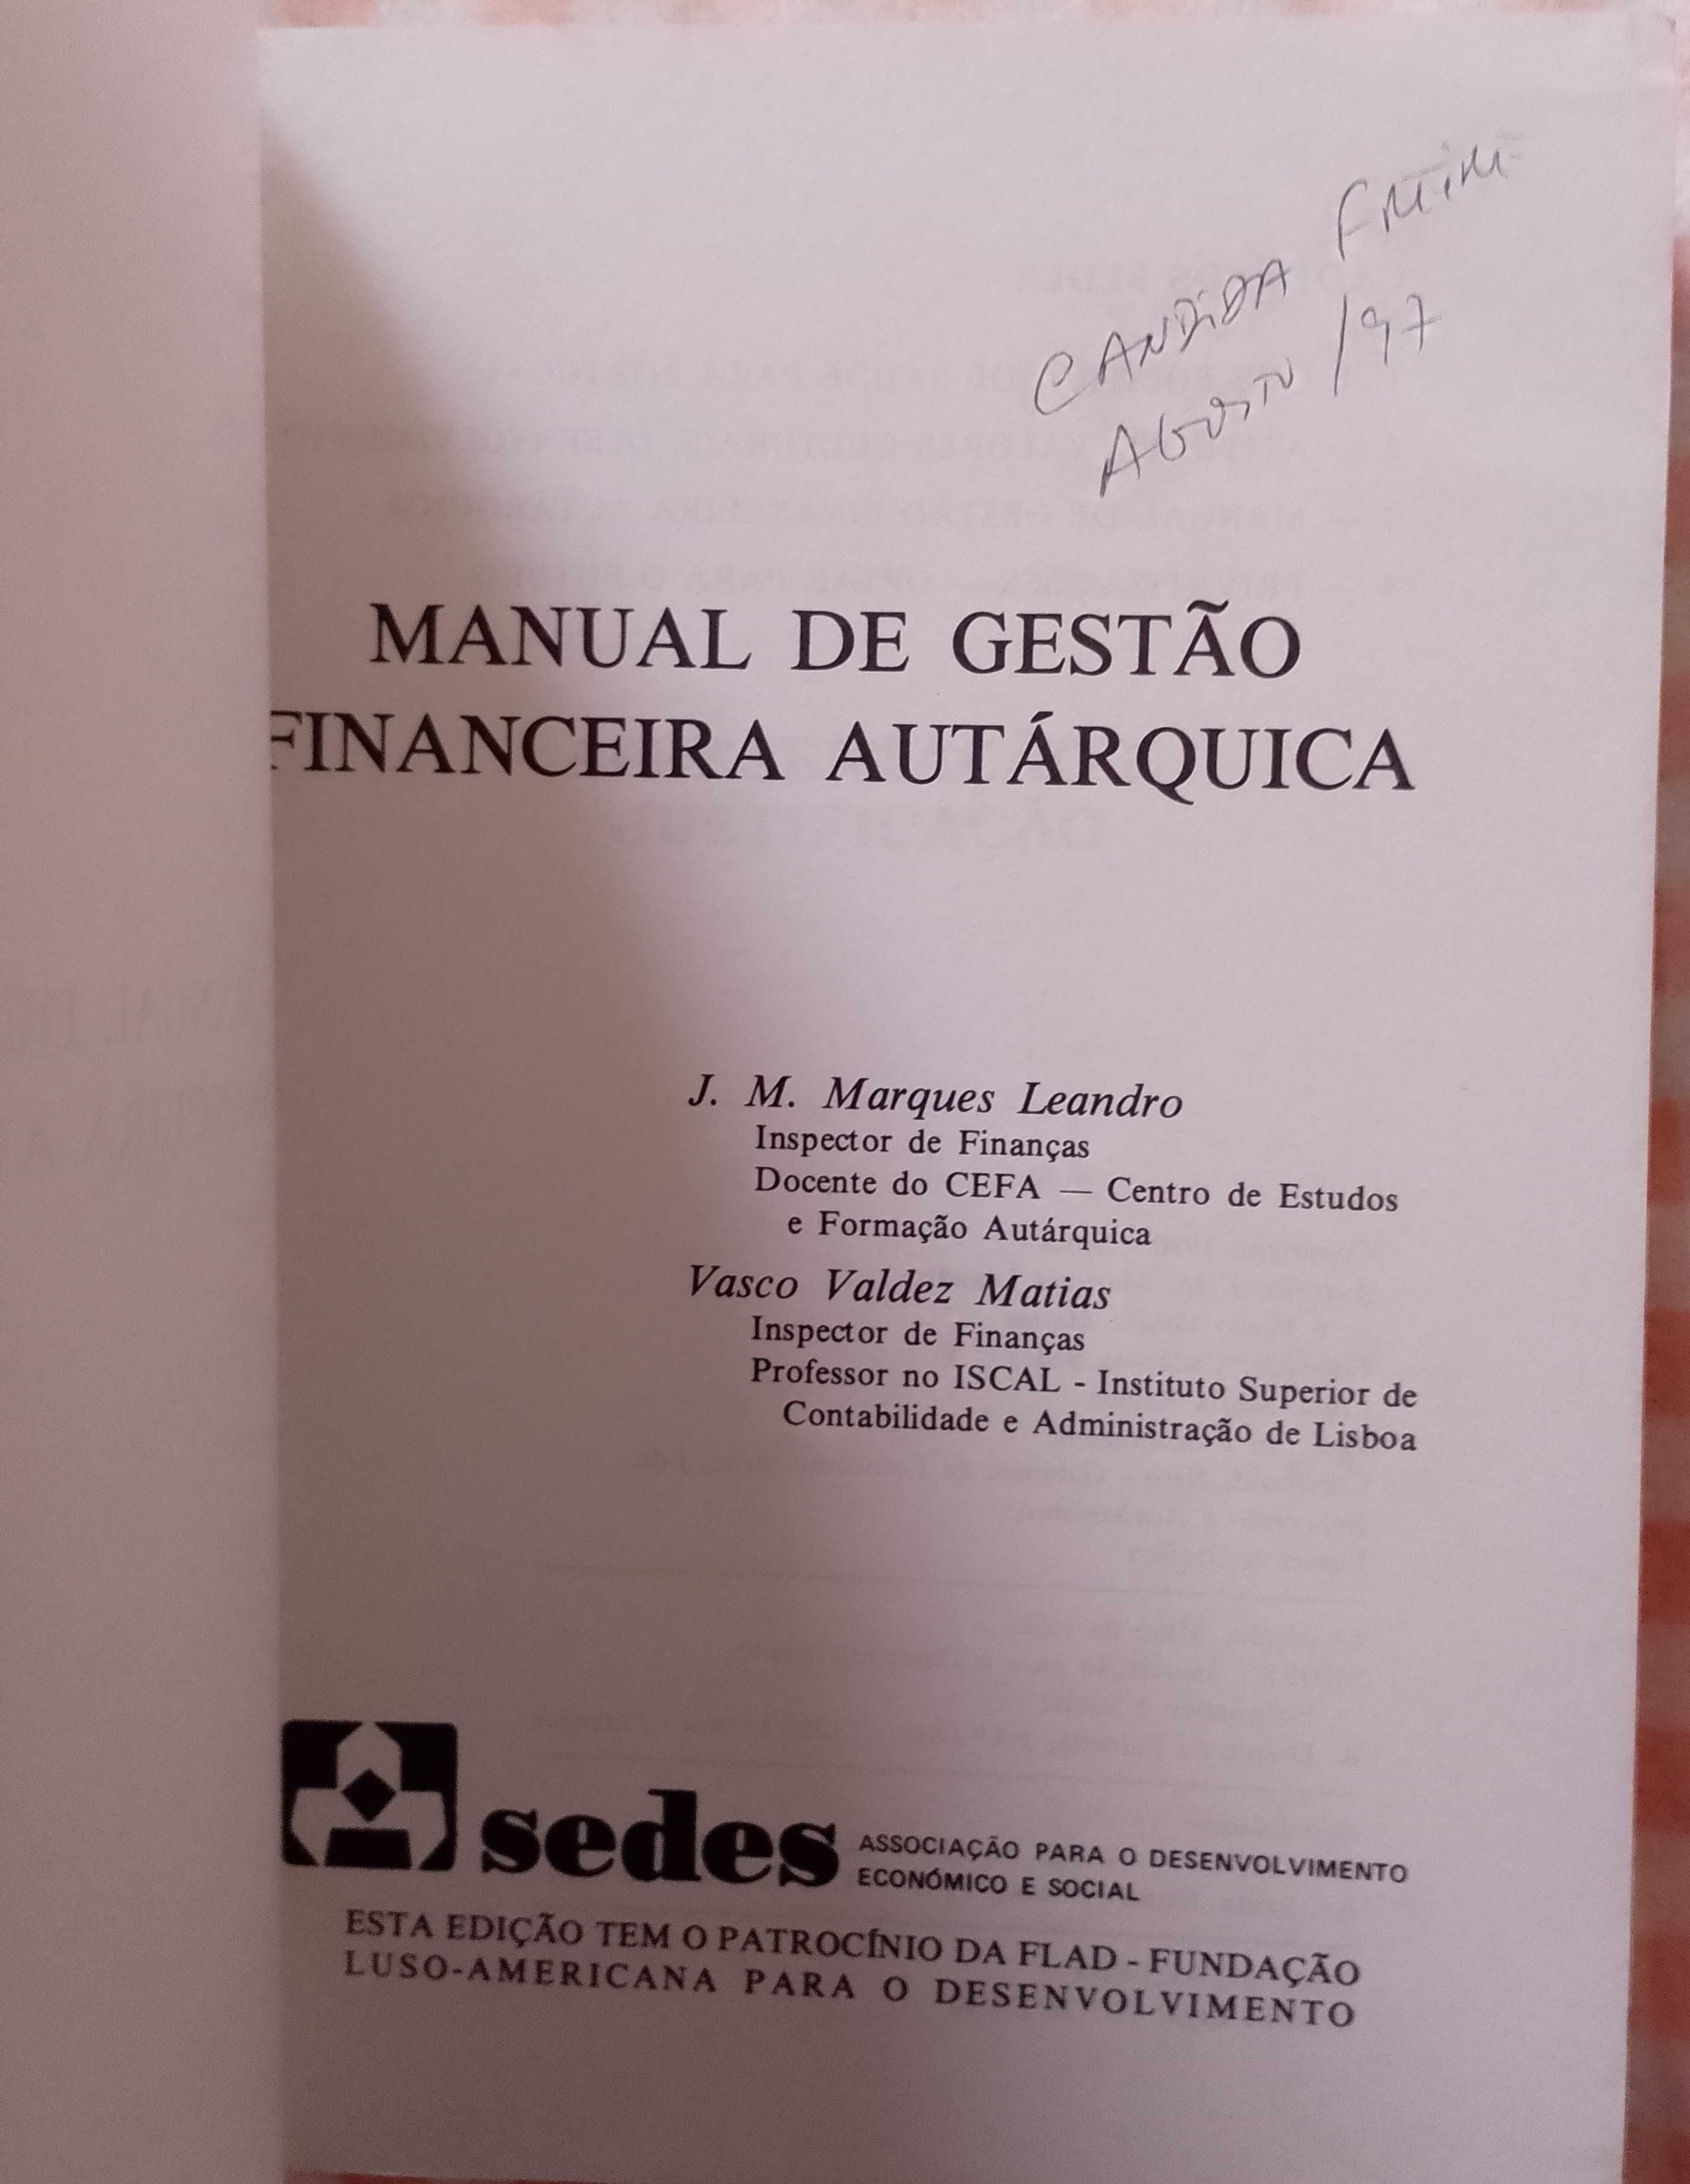 CANDIDA
AGOSTO /97
MANUAL DE GESTÃO
FINANCEIRA AUTÁRQUICA
J. M. Marques Leandro
Inspector de Finanças
Docente do CEFA — Centro de Estudos
e Formação Autárquica
Vasco Valdez Matias
Inspector de Finanças
Professor no ISCAL - Instituto Superior de
Contabilidade e Administração de Lisboa
sedes ASSOCIAÇÃO PARA O DESENVOLVIMENTO
ECONÓMICO E SOCIAL
ESTA EDIÇÃO TEM O PATROCÍNIO DA FLAD - FUNDAÇÃO
LUSO-AMERICANA PARA O DESENVOLVIMENTO